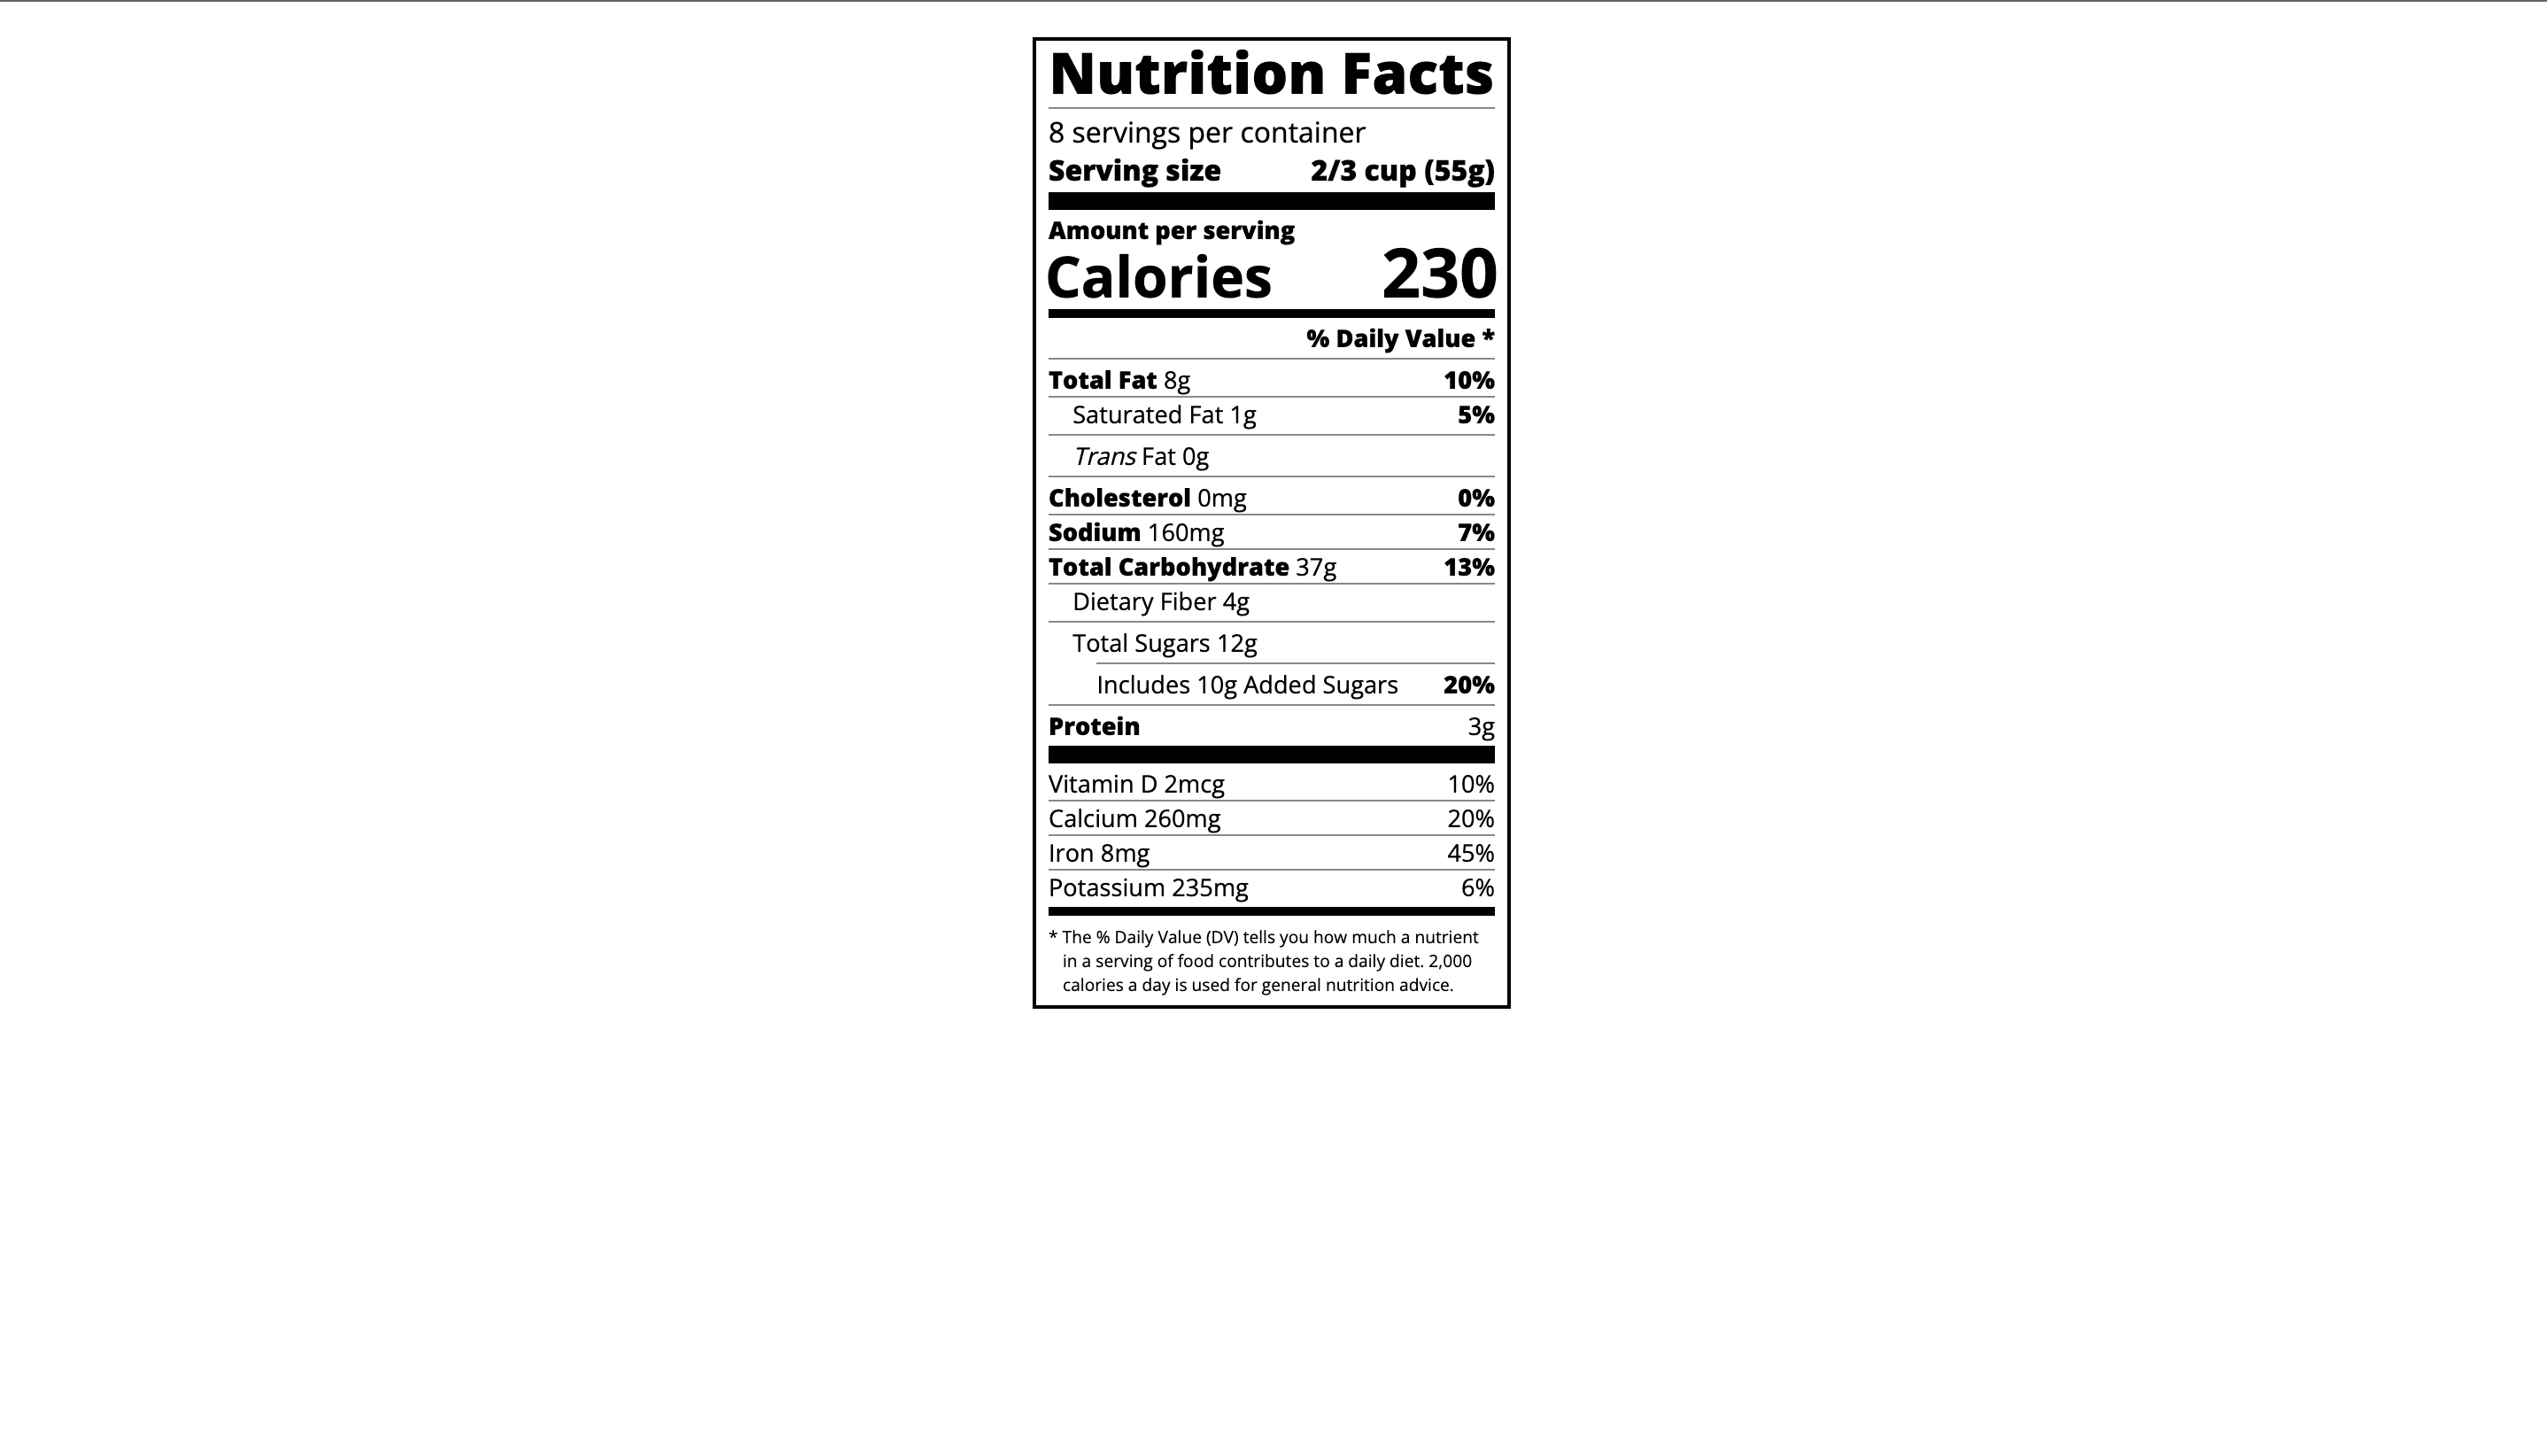 Nutrition Facts
8 servings per container
Serving size 2/3 cup (55g)
Amount per serving
Calories 230
% Daily Value *
Total Fat 8g 10%
Saturated Fat 1g 5%
Trans Fat 0g
Cholesterol 0mg 0%
Sodium 160mg 7%
Total Carbohydrate 37g 13%
Dietary Fiber 4g
Total Sugars 12g
Includes 10g Added Sugars 20%
Protein 3g
Vitamin D 2mcg 10%
Calcium 260mg 20%
Iron 8mg 45%
Potassium 235mg 6%
* The % Daily Value (DV) tells you how much a nutrient
in a serving of food contributes to a daily diet. 2,000
calories a day is used for general nutrition advice.